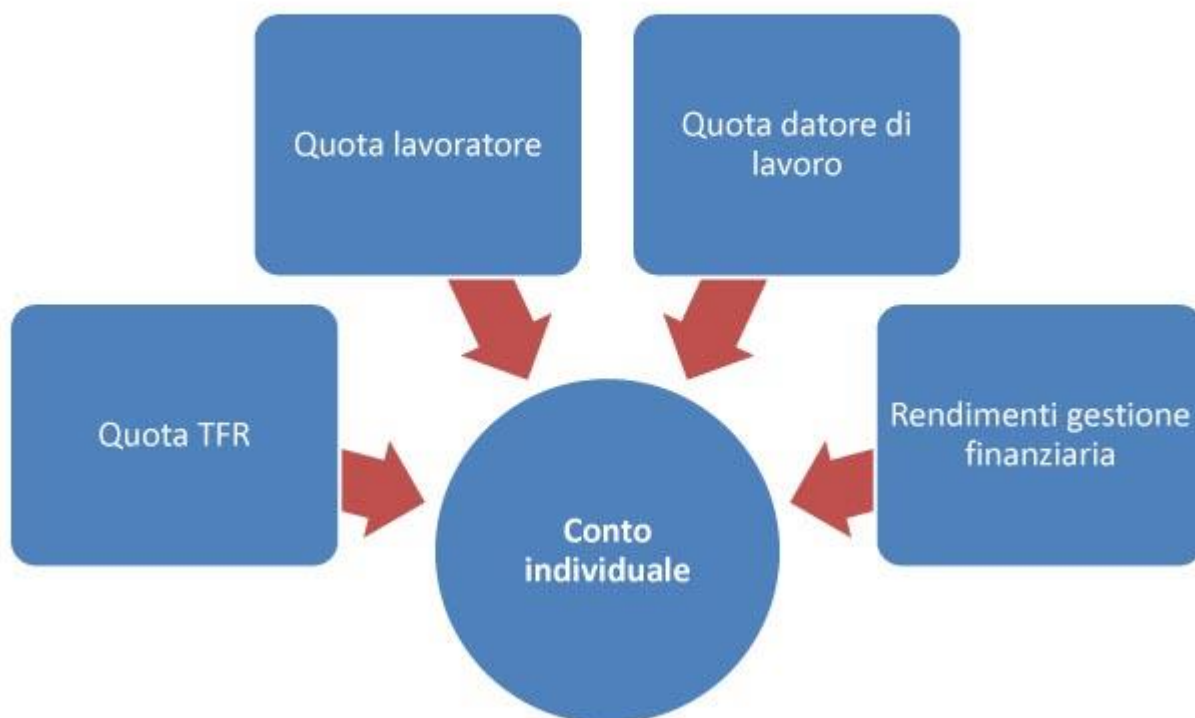 Quota lavoratore
Quota datore di
lavoro
Quota TFR
Rendimenti gestione
finanziaria
Conto
individuale